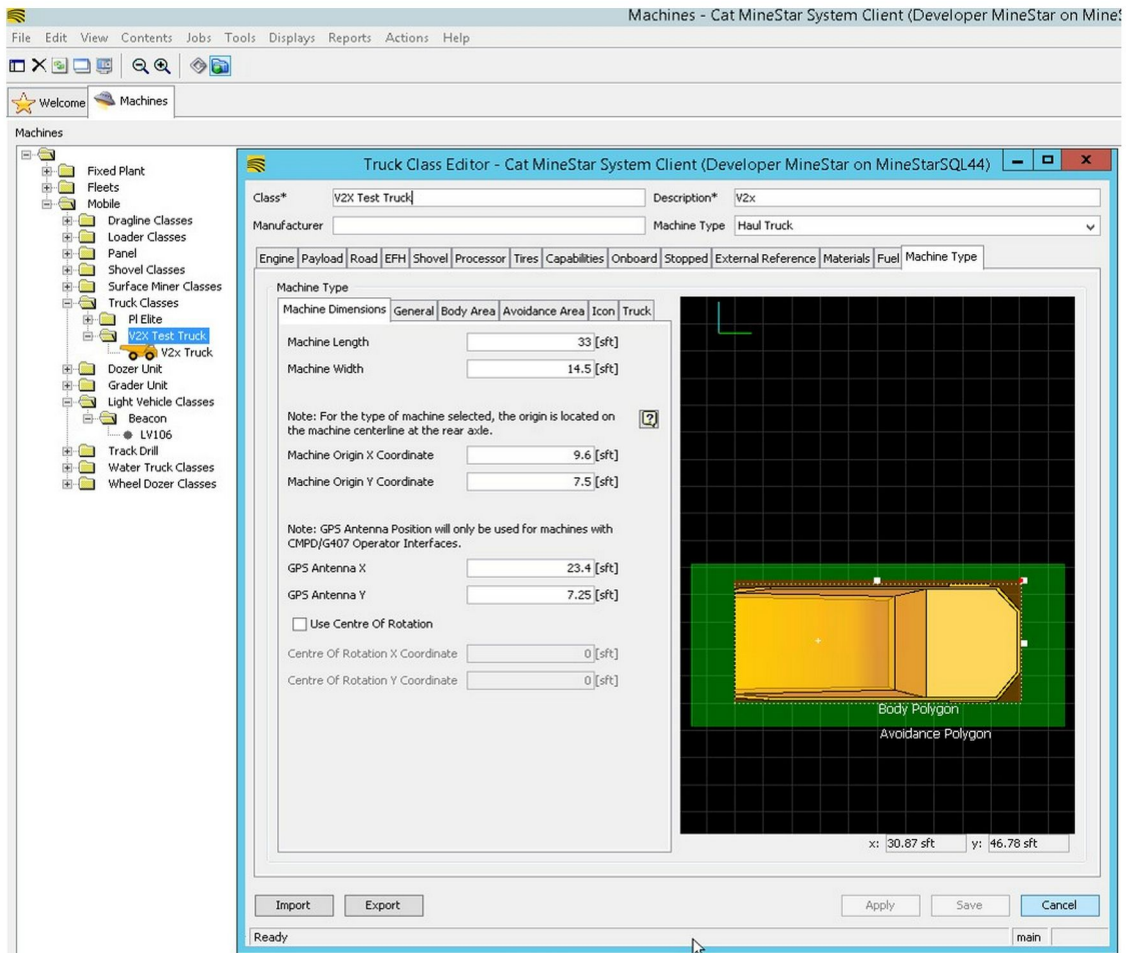 Machines - Cat MineStar System Client (Developer MineStar on Mine
File Edit View Contents Jobs Tools Displays Reports Actions Help
Welcome Machines
Machines
Fixed Plant
Fleets
Mobile
Dragline Classes
Loader Classes
Panel
Shovel Classes
Surface Miner Classes
Truck Classes
Pl Elite
V2X Test Truck
V2x Truck
Dozer Unit
Grader Unit
Light Vehicle Classes
Beacon
LV106
Track Drill
Water Truck Classes
Wheel Dozer Classes
Truck Class Editor - Cat MineStar System Client (Developer MineStar on MineStarSQL44)
Class* V2X Test Truck Description* V2x
Manufacturer Machine Type Haul Truck
Engine Payload Road EFH Shovel Processor Tires Capabilities Onboard Stopped External Reference Materials Fuel Machine Type
Machine Type
Machine Dimensions General Body Area Avoidance Area Icon Truck
Machine Length 33 [sft]
Machine Width 14.5 [sft]
Note: For the type of machine selected, the origin is located on
the machine centerline at the rear axle.
Machine Origin X Coordinate 9.6 [sft]
Machine Origin Y Coordinate 7.5 [sft]
Note: GPS Antenna Position will only be used for machines with
CMPD/G407 Operator Interfaces.
GPS Antenna X 23.4 [sft]
GPS Antenna Y 7.25 [sft]
Use Centre Of Rotation
Centre Of Rotation X Coordinate 0 [sft]
Centre Of Rotation Y Coordinate 0 [sft]
Body Polygon
Avoidance Polygon
x: 30.87 sft y: 46.78 sft
Import Export Apply Save Cancel
Ready main